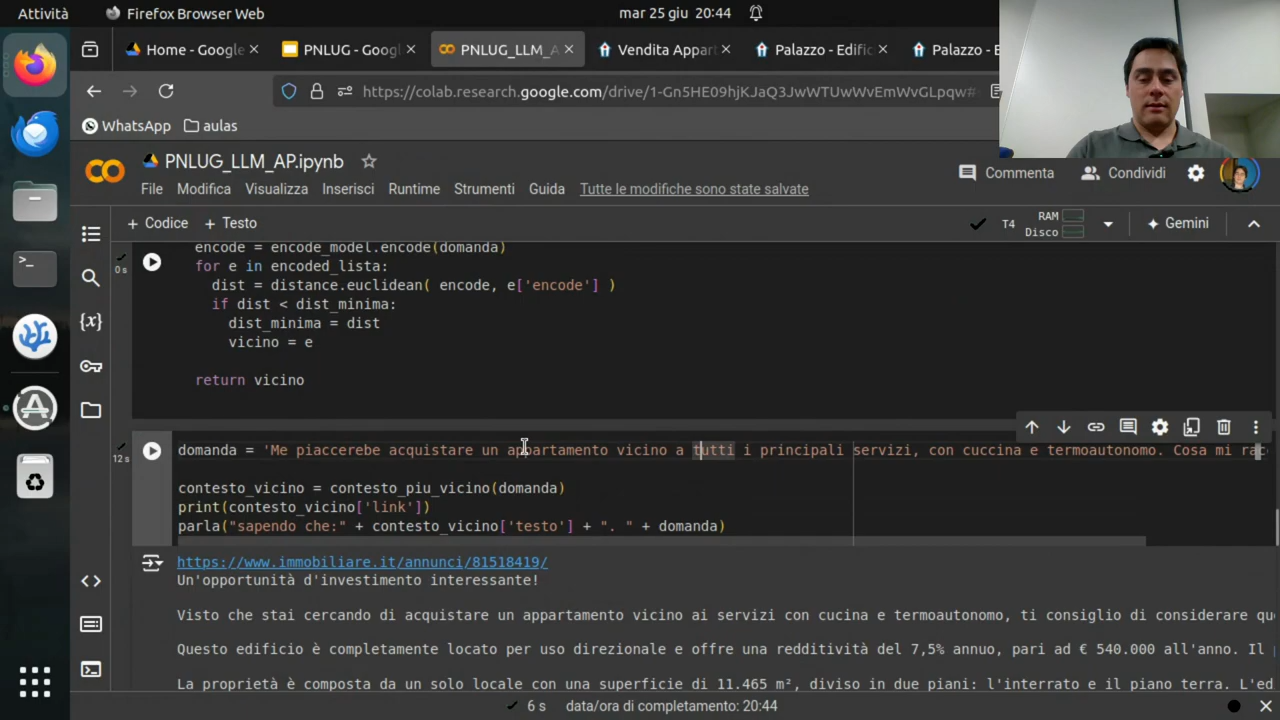 Attività
Firefox Browser Web
mar 25 giu 20:44
Home - Google
PNLUG - Googl
PNLUG_LLM_A
Vendita Appart
Palazzo - Edific
Palazzo - E
https://colab.research.google.com/drive/1-Gn5HE09hjKJaQ3JwWTUwWvEmWvGLpqw#
WhatsApp
aulas
PNLUG_LLM_AP.ipynb
Commenta
Condividi
File
Modifica
Visualizza
Inserisci
Runtime
Strumenti
Guida
Tutte le modifiche sono state salvate
+ Codice
+ Testo
T4
RAM
Disco
Gemini
encode = encode_model.encode(domanda)
0 s
for e in encoded_lista:
dist = distance.euclidean( encode, e['encode'] )
if dist < dist_minima:
dist_minima = dist
vicino = e
return vicino
12 s
domanda = 'Me piaccerebe acquistare un appartamento vicino a tutti i principali servizi, con cuccina e termoautonomo. Cosa mi rac
contesto_vicino = contesto_piu_vicino(domanda)
print(contesto_vicino['link'])
parla("sapendo che:" + contesto_vicino['testo'] + ". " + domanda)
https://www.immobiliare.it/annunci/81518419/
Un'opportunità d'investimento interessante!
Visto che stai cercando di acquistare un appartamento vicino ai servizi con cucina e termoautonomo, ti consiglio di considerare qu
Questo edificio è completamente locato per uso direzionale e offre una redditività del 7,5% annuo, pari ad € 540.000 all'anno. Il
La proprietà è composta da un solo locale con una superficie di 11.465 m², diviso in due piani: l'interrato e il piano terra. L'ed
6 s
data/ora di completamento: 20:44